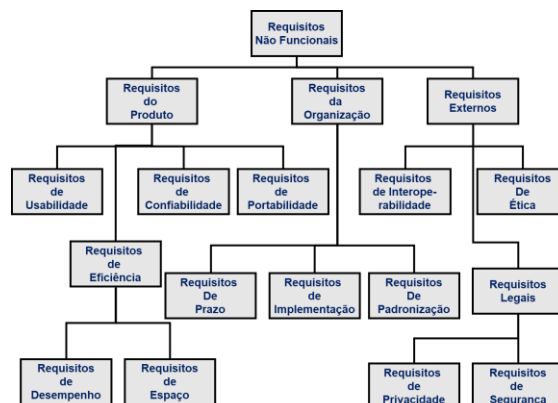 Requisitos
Não Funcionais
Requisitos
do
Produto
Requisitos
da
Organização
Requisitos
Externos
Requisitos
de
Usabilidade
Requisitos
de
Confiabilidade
Requisitos
de
Portabilidade
Requisitos
de Interope-
rabilidade
Requisitos
De
Ética
Requisitos
de
Eficiência
Requisitos
De
Prazo
Requisitos
de
Implementação
Requisitos
De
Padronização
Requisitos
Legais
Requisitos
de
Desempenho
Requisitos
de
Espaço
Requisitos
de
Privacidade
Requisitos
de
Segurança